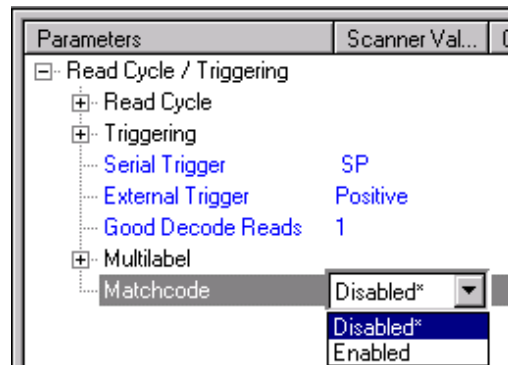 Parameters Scanner Val...
Read Cycle / Triggering
Read Cycle
Triggering
Serial Trigger SP
External Trigger Positive
Good Decode Reads 1
Multilabel
Matchcode Disabled*
Disabled*
Enabled